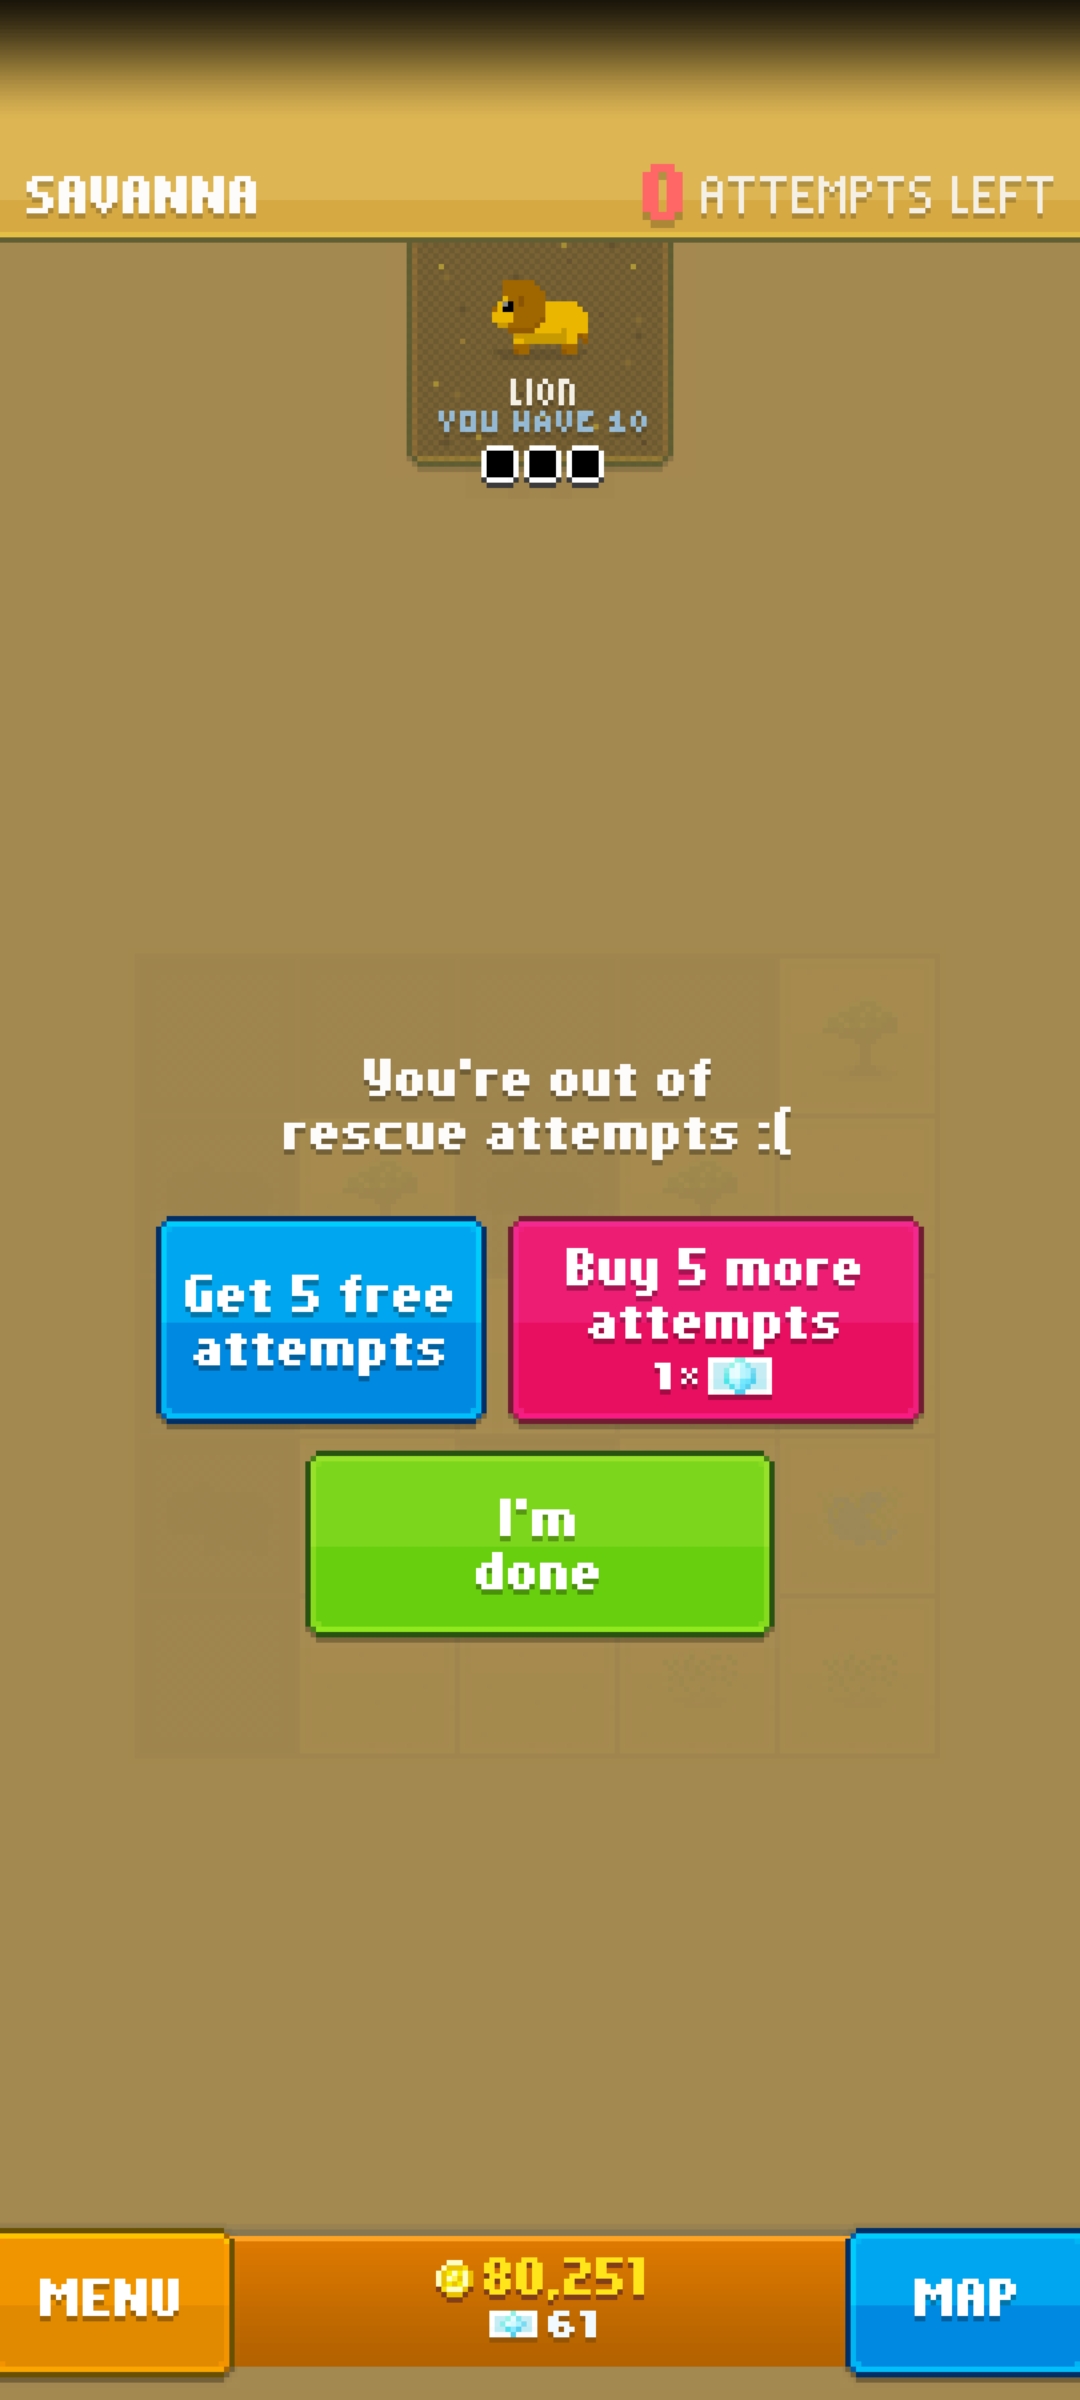 SAVANNA
0 ATTEMPTS LEFT
LION
YOU HAVE 10
You're out of
rescue attempts :(
Get 5 free
attempts
Buy 5 more
attempts
1×
I'm
done
MENU
80,251
61
MAP